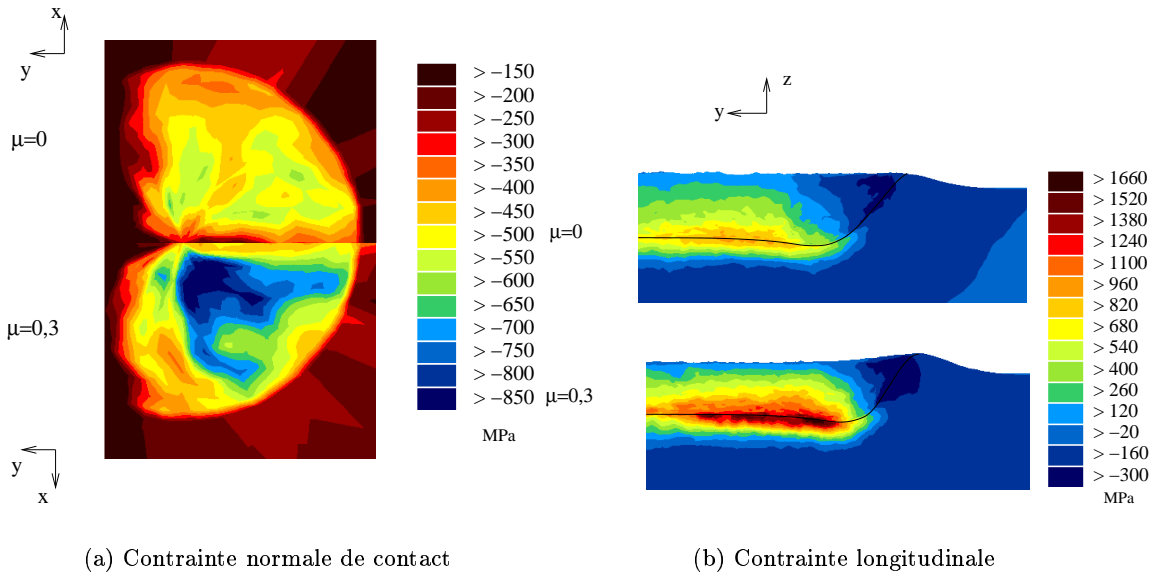 x
y
μ=0
μ=0,3
y
x
> −150
> −200
> −250
> −300
> −350
> −400
> −450
> −500
> −550
> −600
> −650
> −700
> −750
> −800
> −850
MPa
z
y
μ=0
μ=0,3
> 1660
> 1520
> 1380
> 1240
> 1100
> 960
> 820
> 680
> 540
> 400
> 260
> 120
> −20
> −160
> −300
MPa
(a) Contrainte normale de contact
(b) Contrainte longitudinale